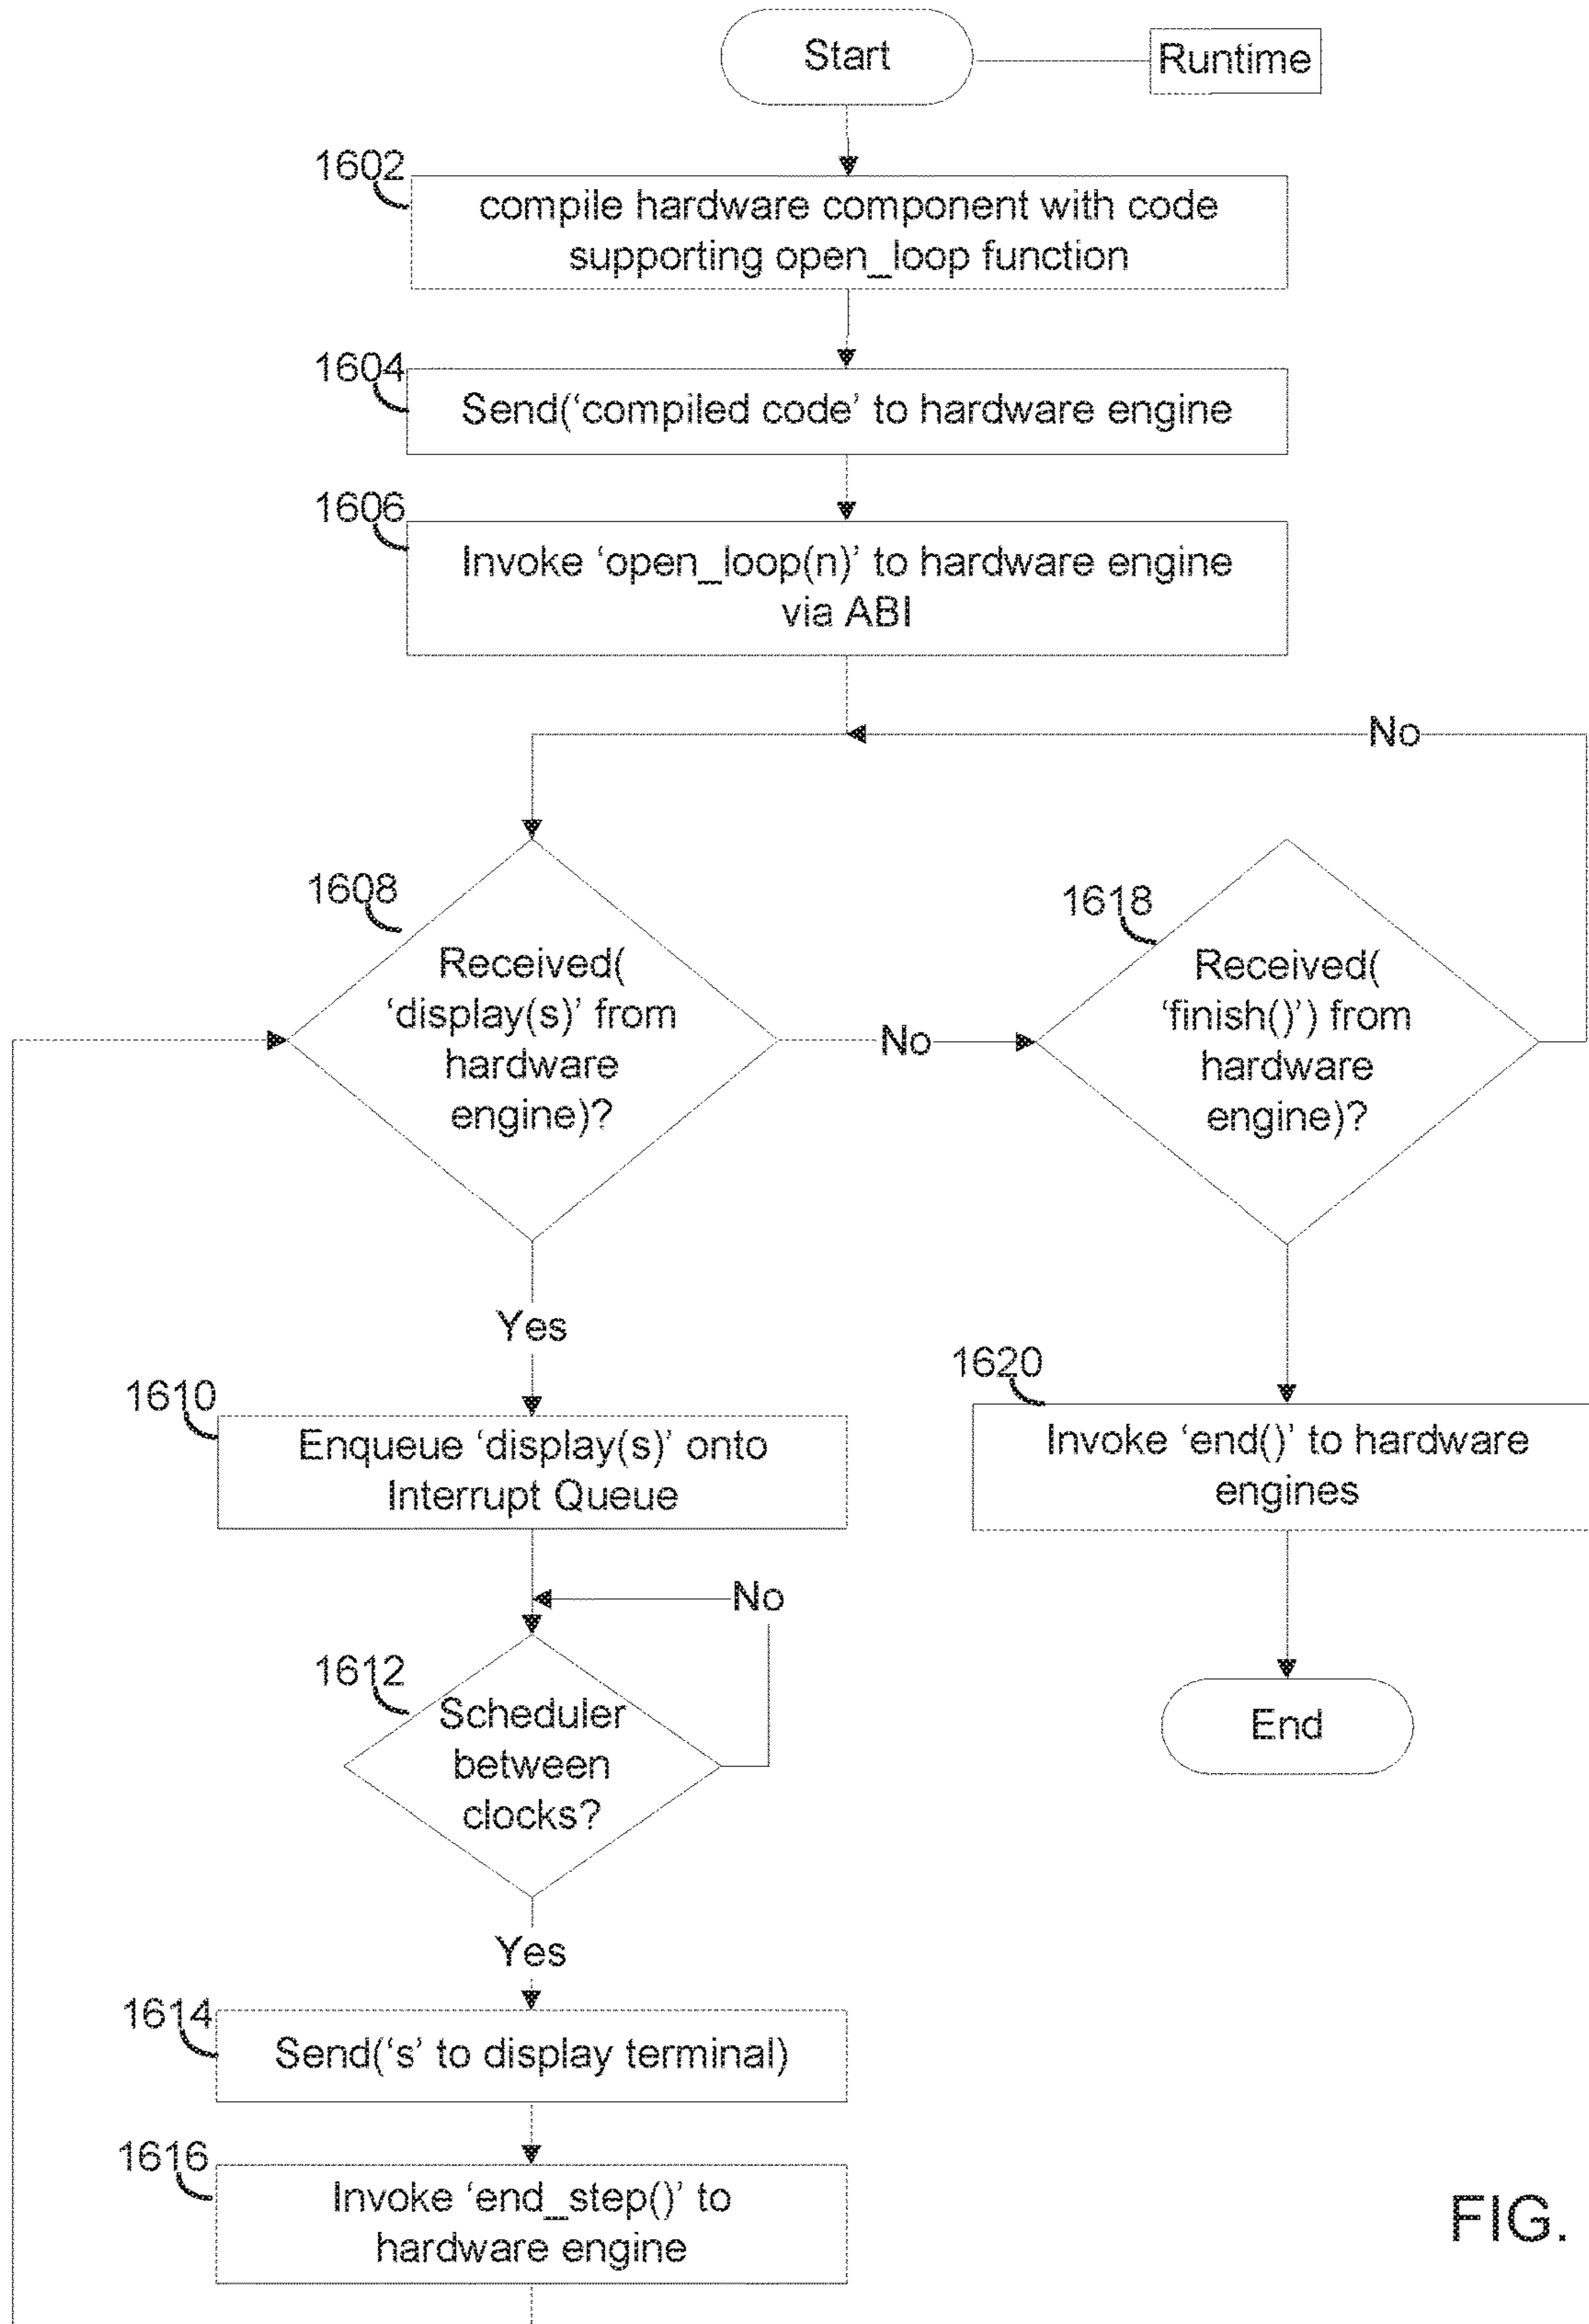 Start
Runtime
1602
compile hardware component with code
supporting open_loop function
1604
Send(‘compiled code’ to hardware engine
1606
Invoke ‘open_loop(n)’ to hardware engine
via ABI
No
1608
Received(
‘display(s)’ from
hardware
engine)?
No
1618
Received(
‘finish()’) from
hardware
engine)?
Yes
1610
Enqueue ‘display(s)’ onto
Interrupt Queue
1620
Invoke ‘end()’ to hardware
engines
No
1612
Scheduler
between
clocks?
End
Yes
1614
Send(‘s’ to display terminal)
1616
Invoke ‘end_step()’ to
hardware engine
FIG.